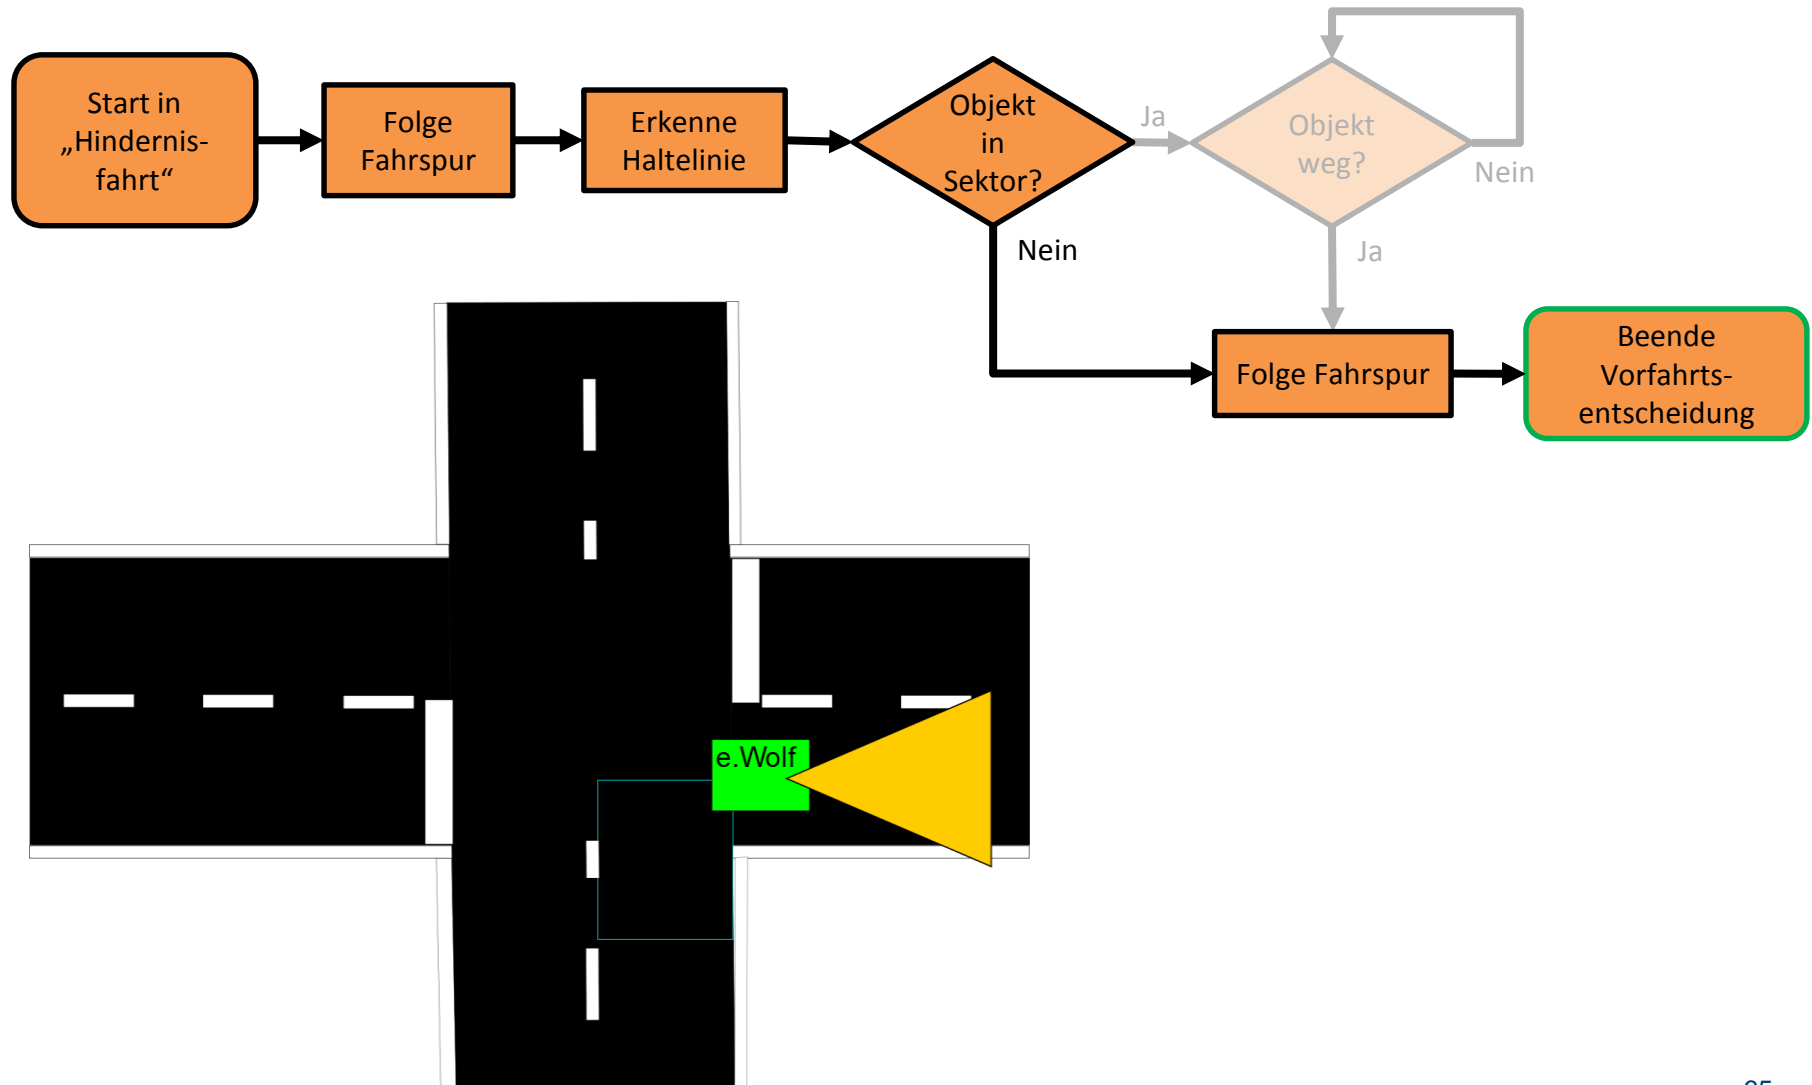 Start in
„Hindernis-
fahrt“
Folge
Fahrspur
Erkenne
Haltelinie
Objekt
in
Sektor?
Ja
Objekt
weg?
Nein
Nein
Ja
Folge Fahrspur
Beende
Vorfahrts-
entscheidung
e.Wolf